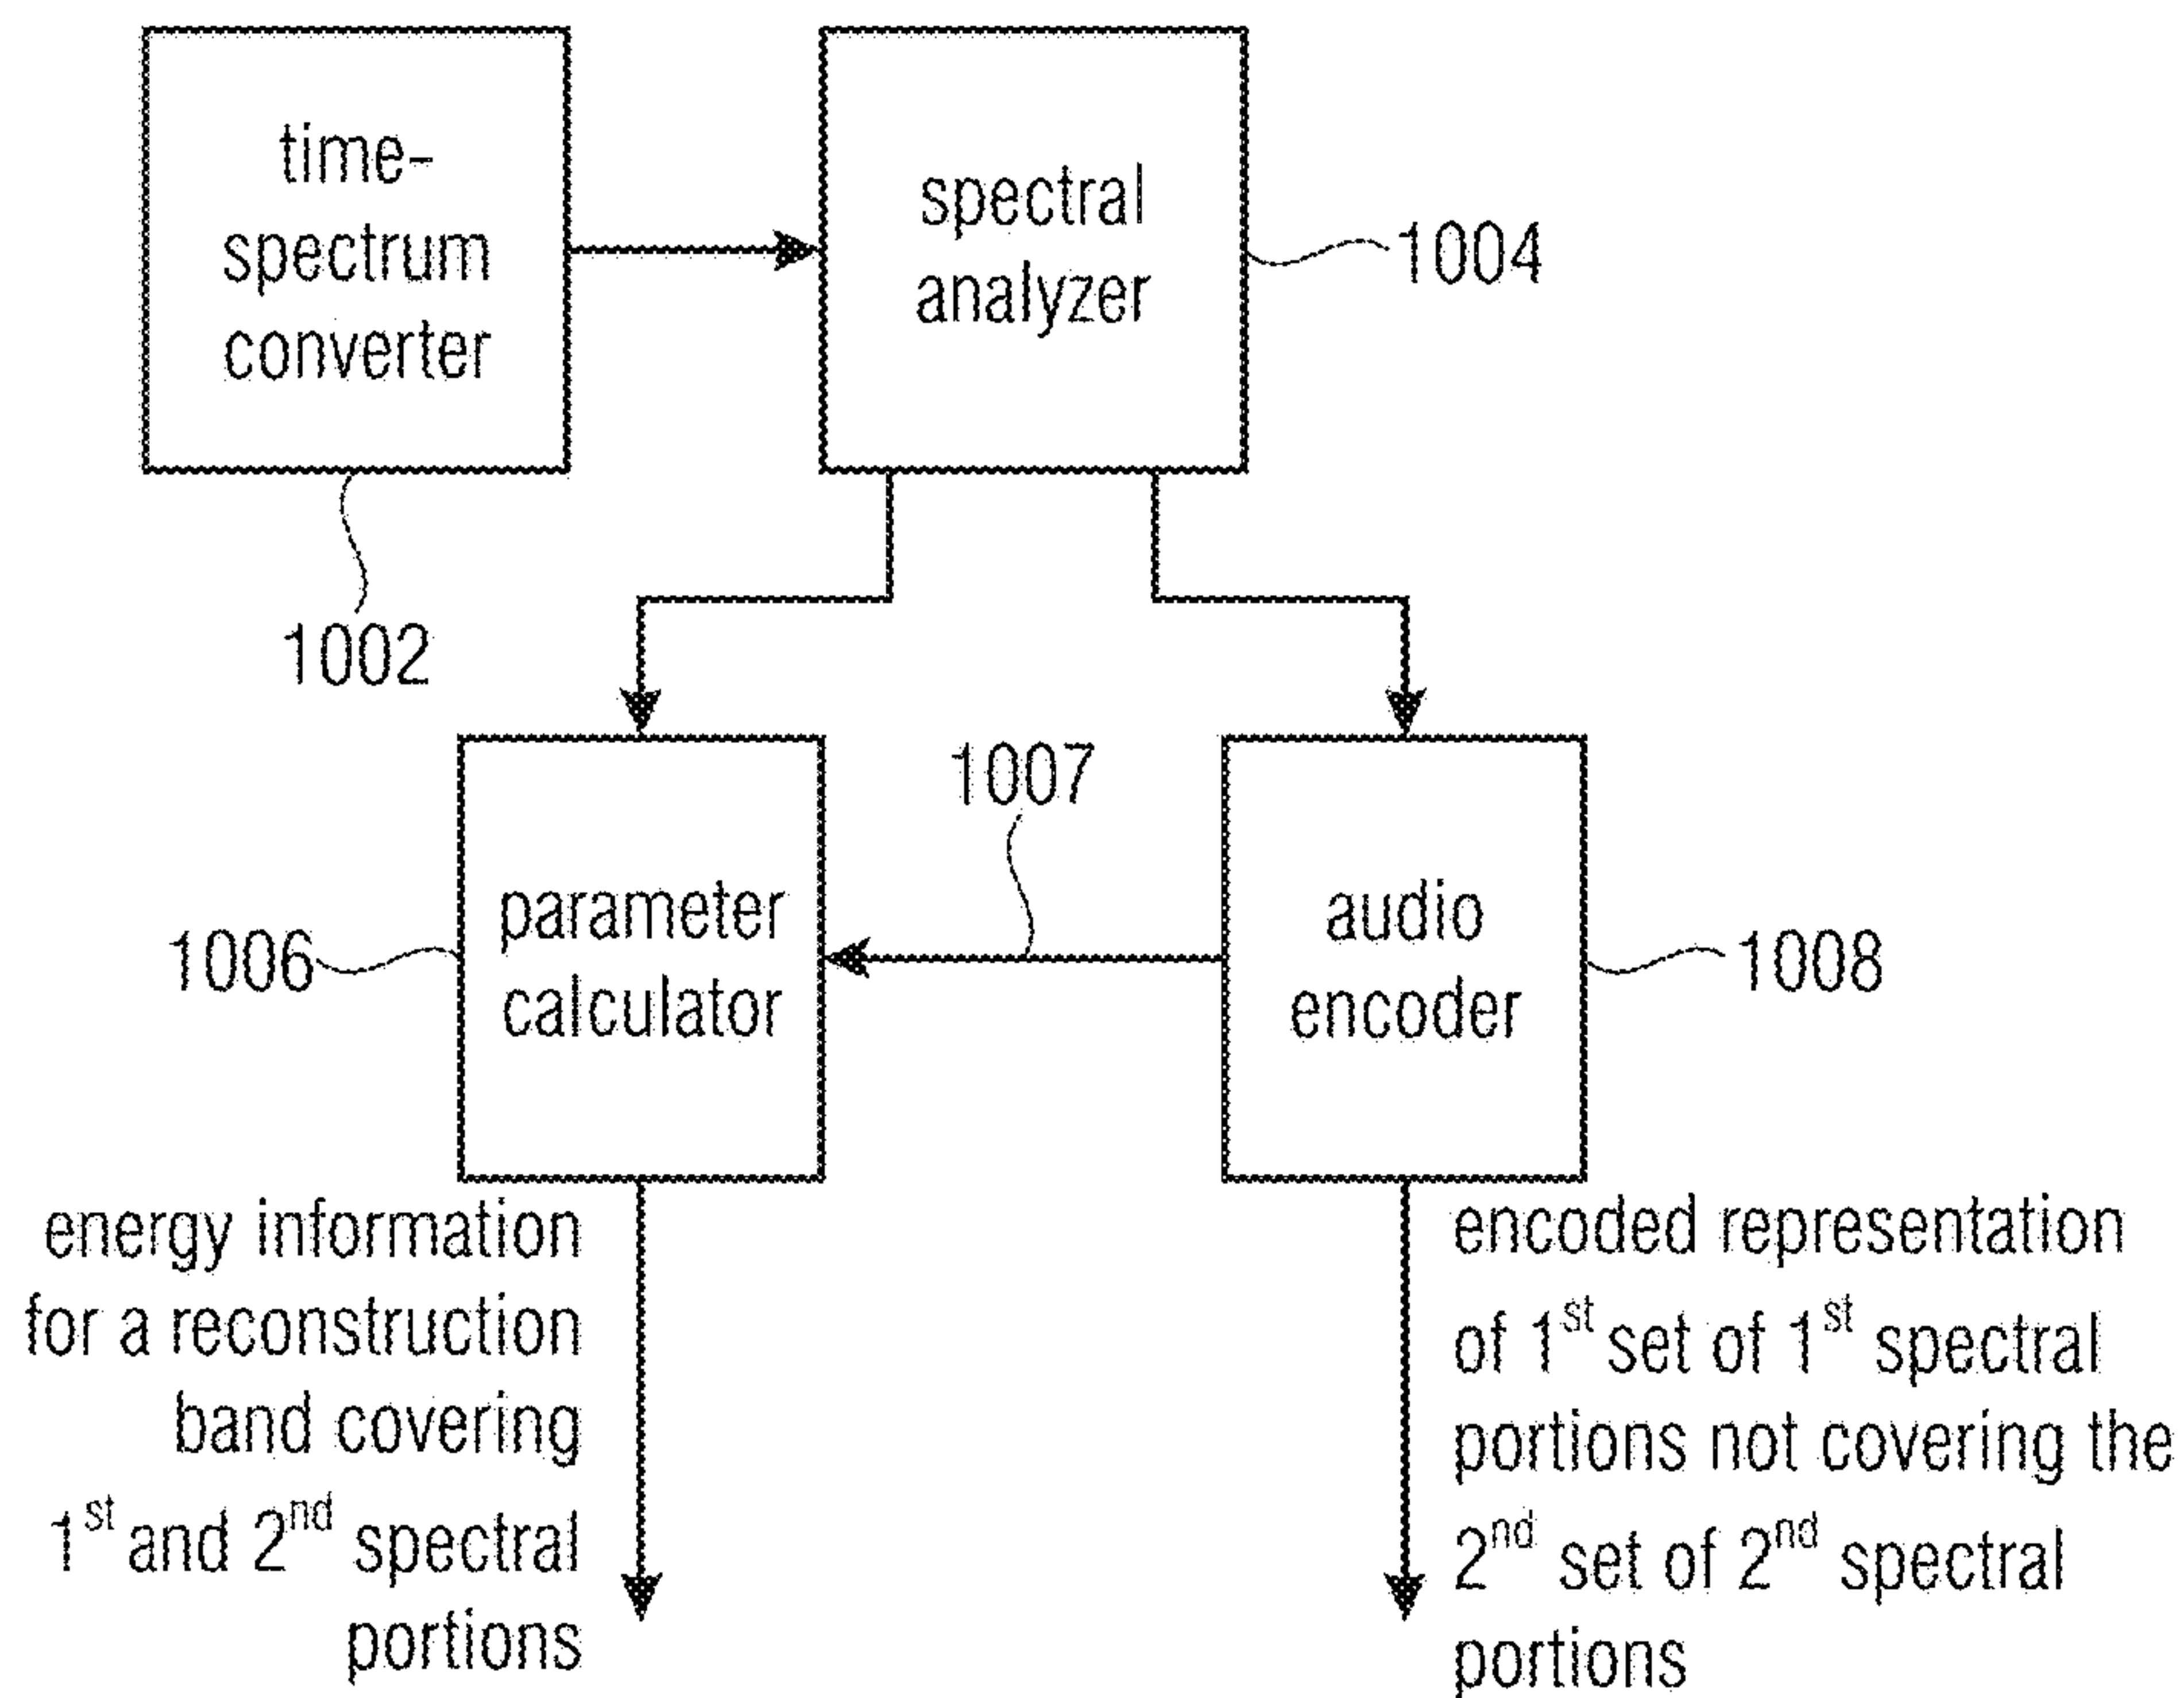 time-
spectrum
converter
spectral
analyzer
1004
1002
1007
parameter
calculator
1006
audio
encoder
1008
energy information
for a reconstruction
band covering
1st and 2nd spectral
portions
encoded representation
of 1st set of 1st spectral
portions not covering the
2nd set of 2nd spectral
portions